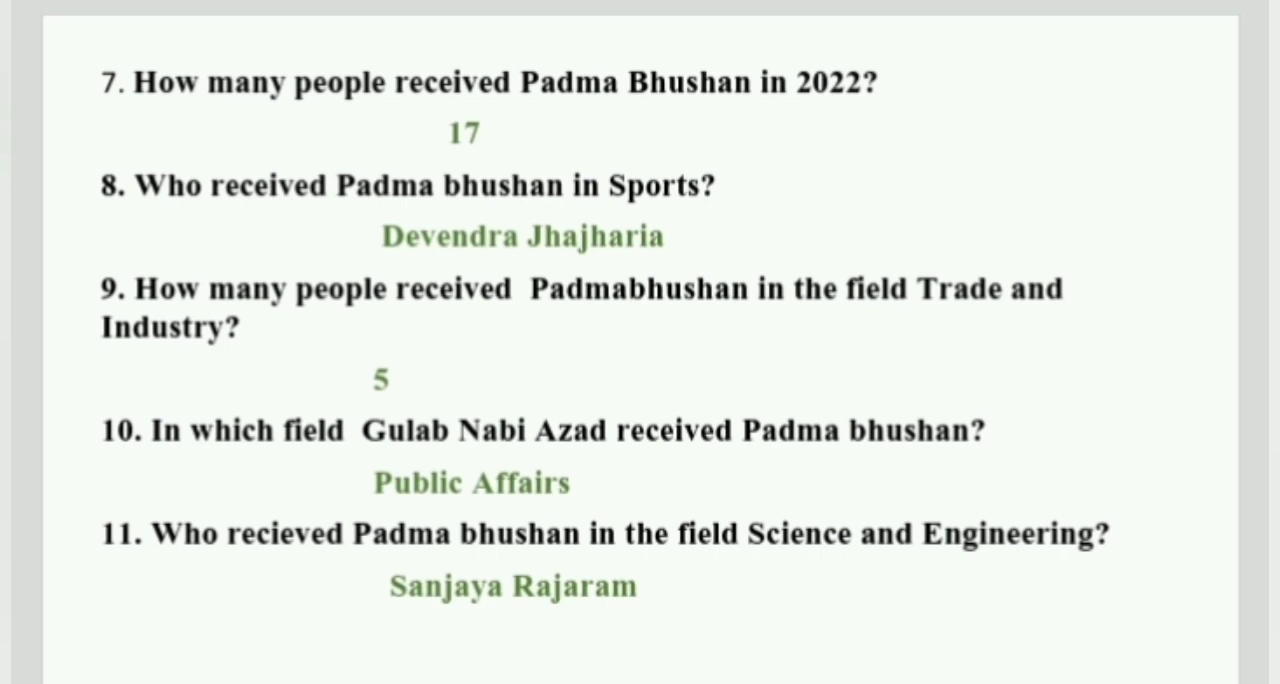 7. How many people received Padma Bhushan in 2022?
17
8. Who received Padma bhushan in Sports?
Devendra Jhajharia
9. How many people received Padmabhushan in the field Trade and
Industry?
5
10. In which field Gulab Nabi Azad received Padma bhushan?
Public Affairs
11. Who recieved Padma bhushan in the field Science and Engineering?
Sanjaya Rajaram